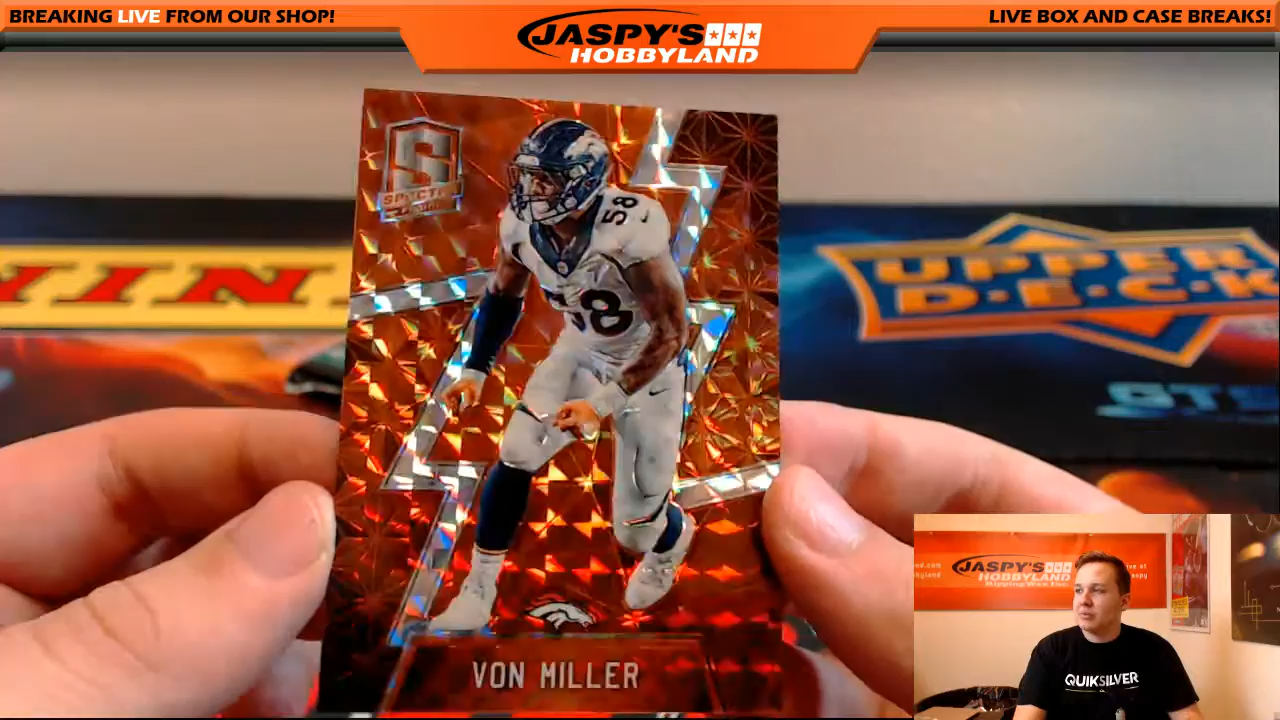 BREAKING LIVE FROM OUR SHOP!
JASPY'S
HOBBYLAND
LIVE BOX AND CASE BREAKS!
S
SPECTRA
58
58
UPPER
D·E·C·K
VON MILLER
JASPY'S
HOBBYLAND
QUIKSILVER